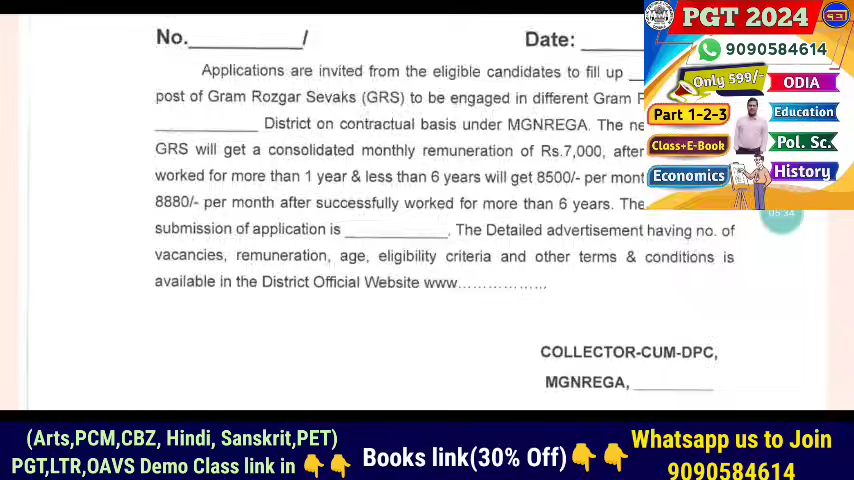 No.__________/
Date: ______
Applications are invited from the eligible candidates to fill up __
post of Gram Rozgar Sevaks (GRS) to be engaged in different Gram
__________ District on contractual basis under MGNREGA. The
GRS will get a consolidated monthly remuneration of Rs.7,000, after
worked for more than 1 year & less than 6 years will get 8500/- per
8880/- per month after successfully worked for more than 6 years. The
submission of application is __________. The Detailed advertisement having no. of
vacancies, remuneration, age, eligibility criteria and other terms & conditions is
available in the District Official Website www………………
COLLECTOR-CUM-DPC,
MGNREGA, ________
PGT 2024
CEI
9090584614
Only 599/-
ODIA
Part 1-2-3
Education
Class+E-Book
Pol. Sc.
Economics
History
05:34
(Arts,PCM,CBZ, Hindi, Sanskrit,PET)
PGT,LTR,OAVS Demo Class link in 👇👇
Books link(30% Off)👇👇
Whatsapp us to Join
9090584614